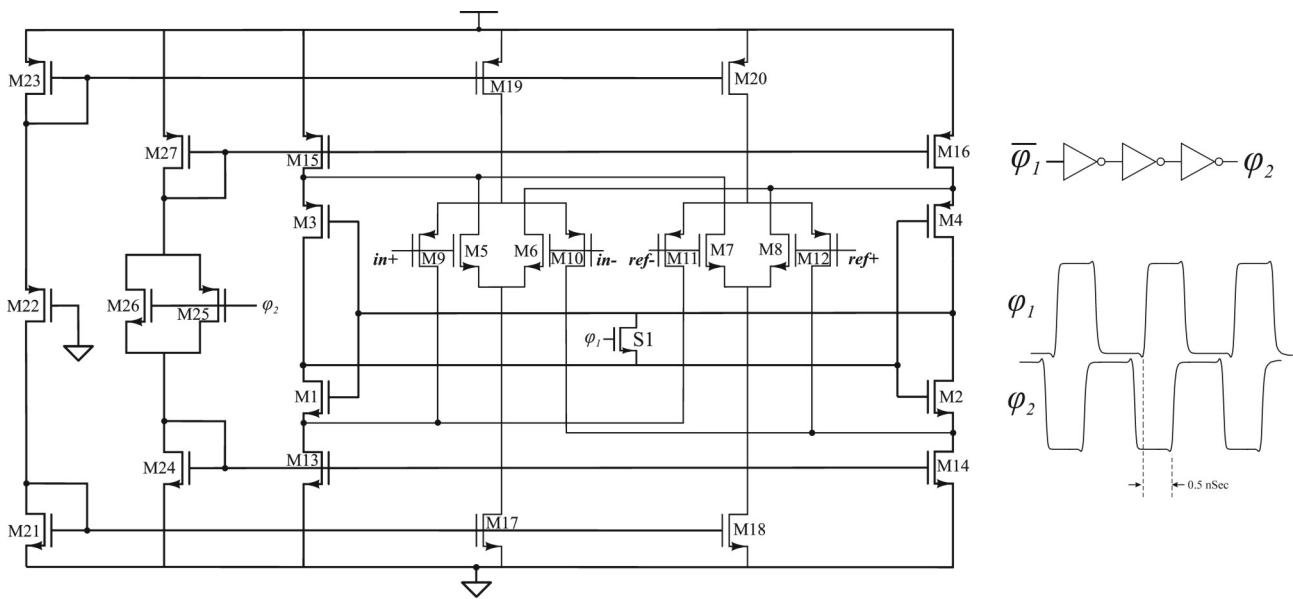 M23
M19
M20
M27
M15
M16
φ̅₁
φ₂
M3
M4
M5
M6
M7
M8
in+
M9
M10
in-
ref-
M11
M12
ref+
M22
M26
M25
φ₂
φ₁
S1
φ₁
M1
M2
φ₂
M24
M13
M14
0.5 nSec
M21
M17
M18